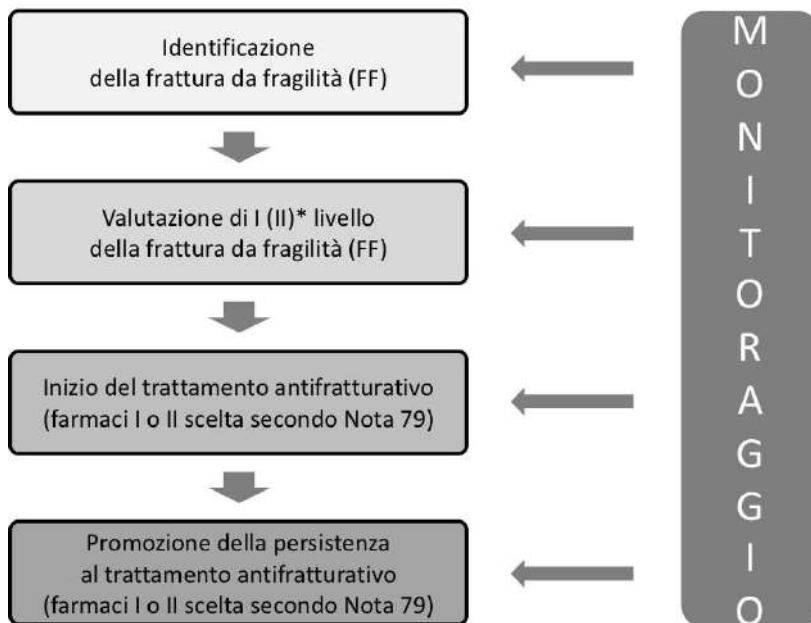 Identificazione
della frattura da fragilità (FF)
Valutazione di I (II)* livello
della frattura da fragilità (FF)
Inizio del trattamento antifratturativo
(farmaci I o II scelta secondo Nota 79)
Promozione della persistenza
al trattamento antifratturativo
(farmaci I o II scelta secondo Nota 79)
MONITORAGGIO